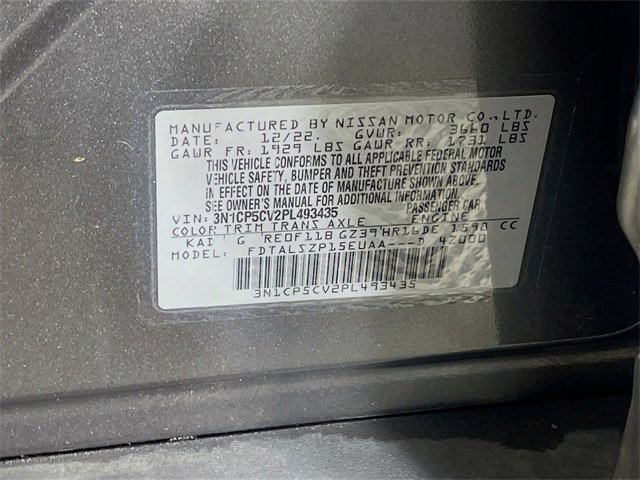 MANUFACTURED BY NISSAN MOTOR CO.,LTD.
DATE: 12/22. GVWR: 3660 LBS
GAWR FR: 1929 LBS GAWR RR: 1731 LBS
THIS VEHICLE CONFORMS TO ALL APPLICABLE FEDERAL MOTOR
VEHICLE SAFETY, BUMPER AND THEFT PREVENTION STANDARDS
IN EFFECT ON THE DATE OF MANUFACTURE SHOWN ABOVE.
SEE OWNER'S MANUAL FOR ADDITIONAL INFORMATION.
VIN: 3N1CP5CV2PL493435 PASSENGER CAR
COLOR TRIM TRANS AXLE ENGINE
KAD G RE0F11B GZ39 HR16DE 1598 CC
FDTALSZP15EUAA---D 42000
3N1CP5CV2PL493435